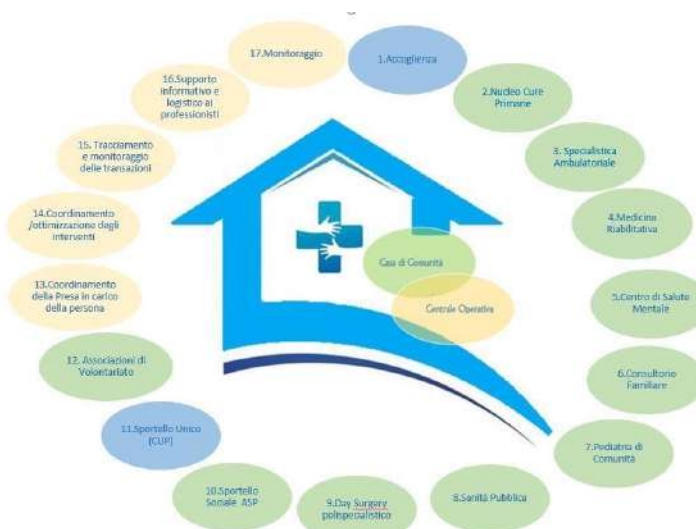 1.Accoglienza
2.Nucleo Cure
Primarie
3. Specialistica
Ambulatoriale
4.Medicina
Riabilitativa
5.Centro di Salute
Mentale
6.Consultorio
Familiare
7.Pediatria di
Comunità
8.Sanità Pubblica
9.Day Surgery
polispecialistico
10.Sportello
Sociale ASP
11.Sportello Unico
(CUP)
12. Associazioni di
Volontariato
13.Coordinamento
della Presa in carico
della persona
14.Coordinamento
/ottimizzazione degli
interventi
15. Tracciamento
e monitoraggio
delle transazioni
16.Supporto
informativo e
logistico ai
professionisti
17.Monitoraggio
Casa di Comunità
Centrale Operativa